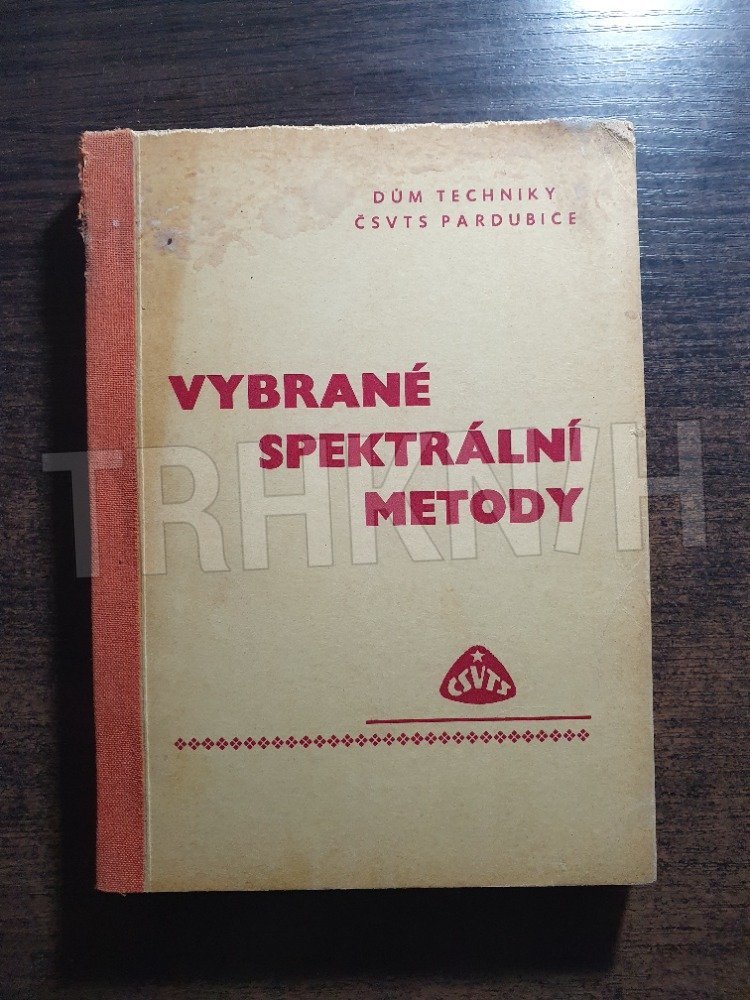 DŮM TECHNIKY
ČSVTS PARDUBICE
VYBRANÉ
SPEKTRÁLNÍ
METODY
ČSVTS
TRHKNIH